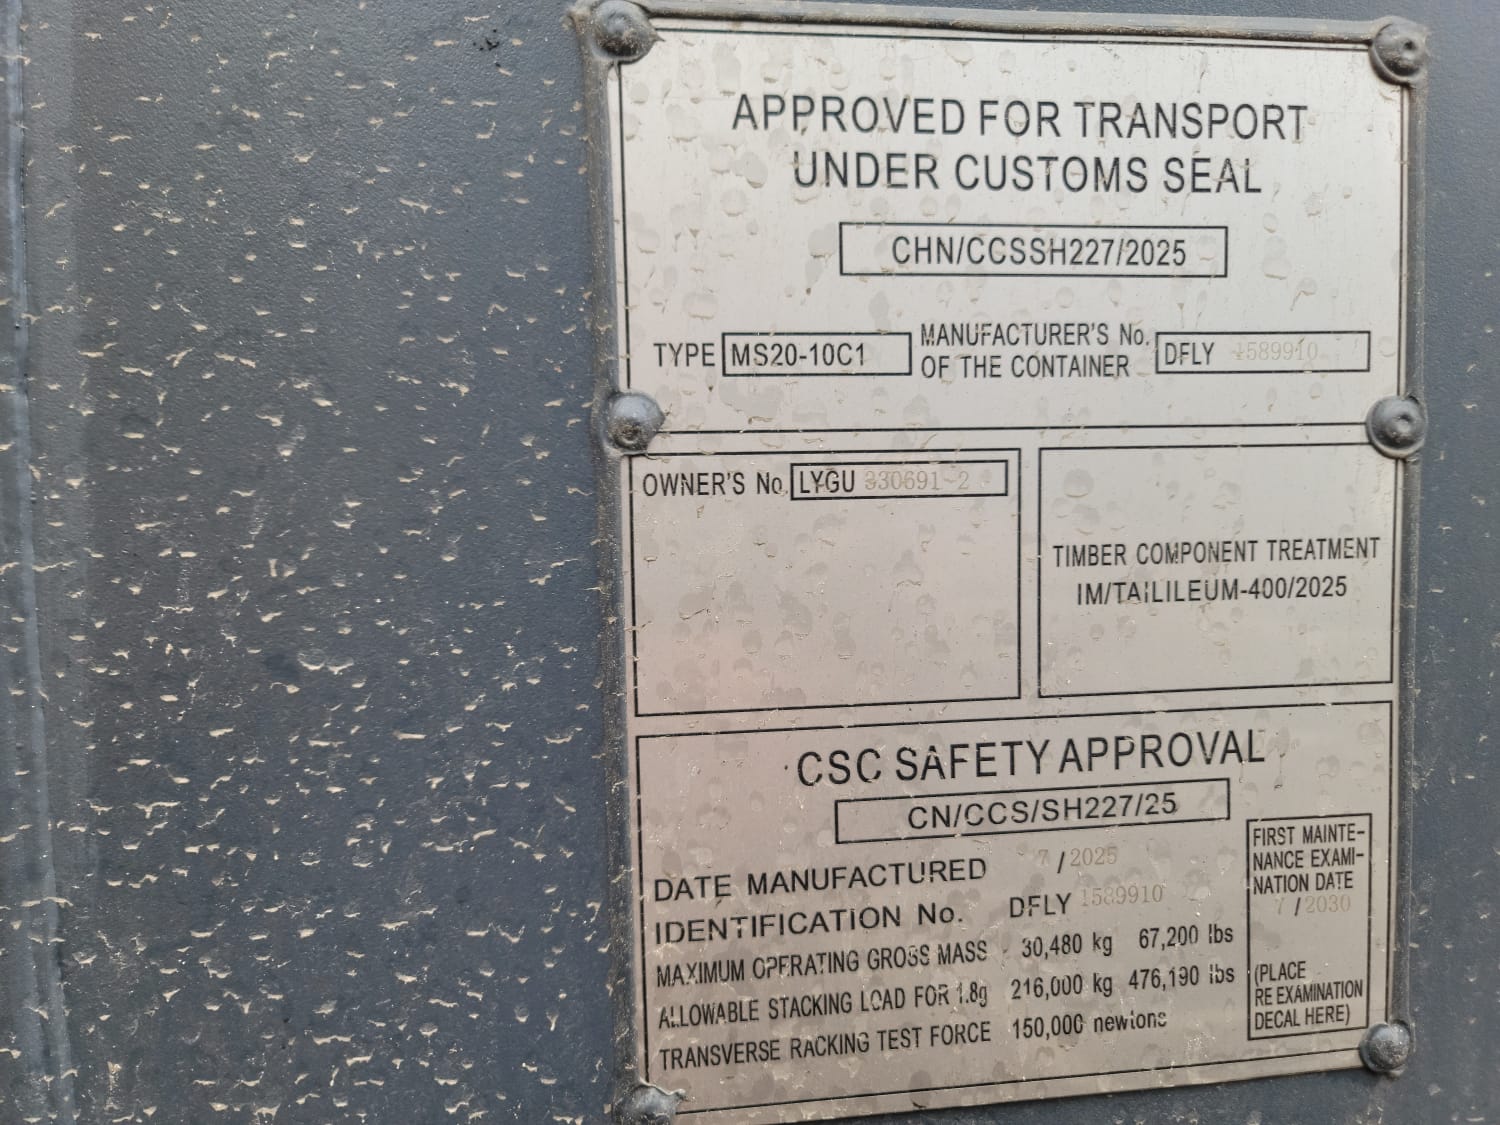 APPROVED FOR TRANSPORT
UNDER CUSTOMS SEAL
CHN/CCSSH227/2025
TYPE MS20-10C1
MANUFACTURER'S No.
OF THE CONTAINER
DFLY 1589910
OWNER'S No. LYGU 330691-2
TIMBER COMPONENT TREATMENT
IM/TAILILEUM-400/2025
CSC SAFETY APPROVAL
CN/CCS/SH227/25
DATE MANUFACTURED 7 / 2025
IDENTIFICATION No. DFLY 1589910
MAXIMUM OPERATING GROSS MASS 30,480 kg 67,200 lbs
ALLOWABLE STACKING LOAD FOR 1.8g 216,000 kg 476,190 lbs
TRANSVERSE RACKING TEST FORCE 150,000 newtons
FIRST MAINTE-
NANCE EXAMI-
NATION DATE
7 / 2030
(PLACE
RE EXAMINATION
DECAL HERE)